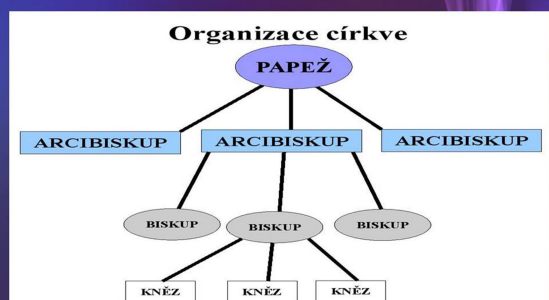 Organizace církve
PAPEŽ
ARCIBISKUP ARCIBISKUP ARCIBISKUP
BISKUP BISKUP BISKUP
KNĚZ KNĚZ KNĚZ